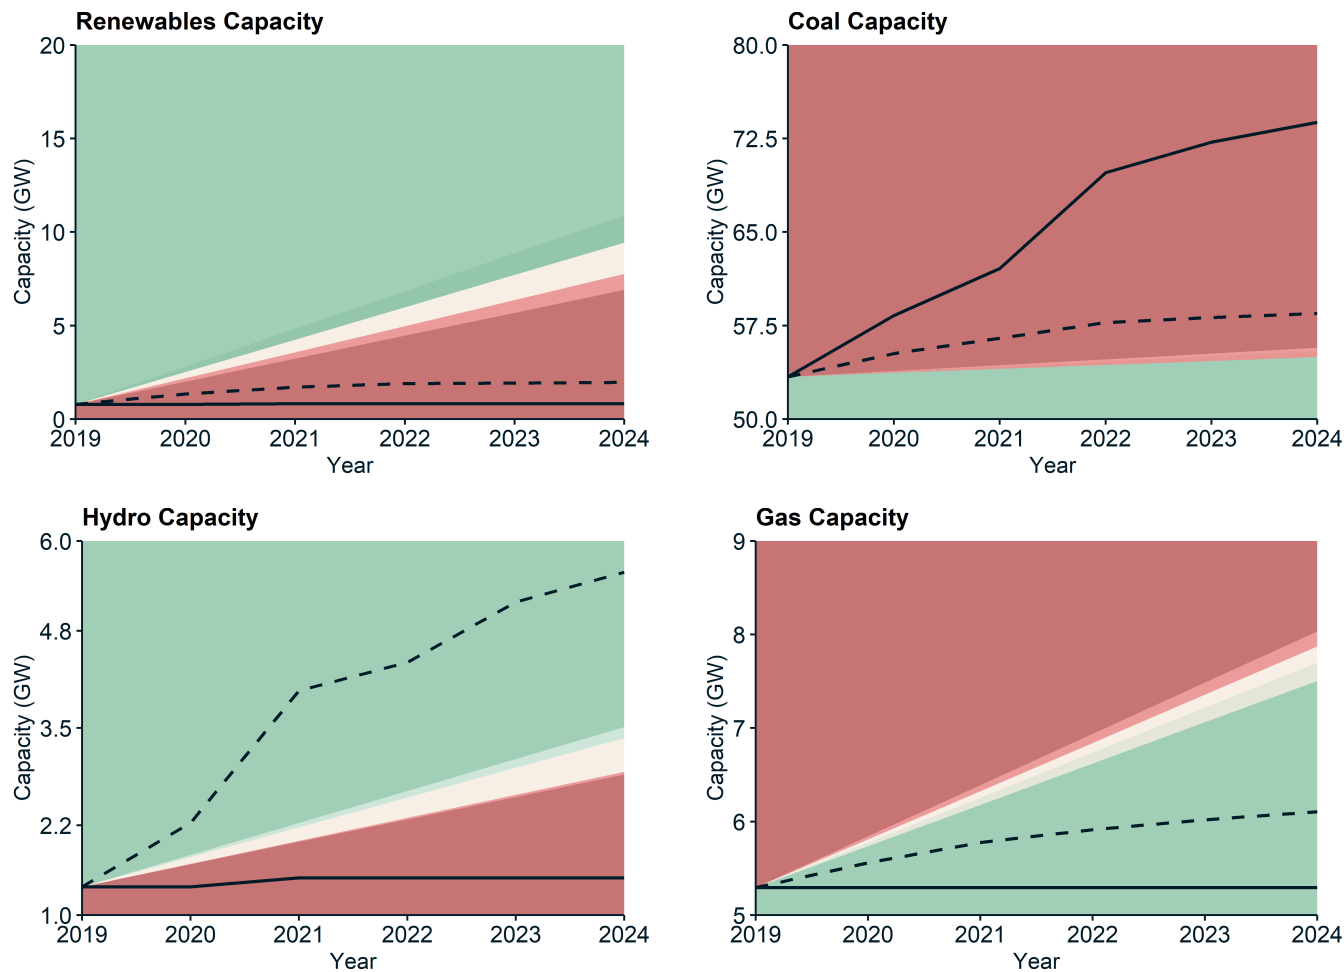 Renewables Capacity
Capacity (GW)
20
15
10
5
0
2019 2020 2021 2022 2023 2024
Year
Coal Capacity
Capacity (GW)
80.0
72.5
65.0
57.5
50.0
2019 2020 2021 2022 2023 2024
Year
Hydro Capacity
Capacity (GW)
6.0
4.8
3.5
2.2
1.0
2019 2020 2021 2022 2023 2024
Year
Gas Capacity
Capacity (GW)
9
8
7
6
5
2019 2020 2021 2022 2023 2024
Year